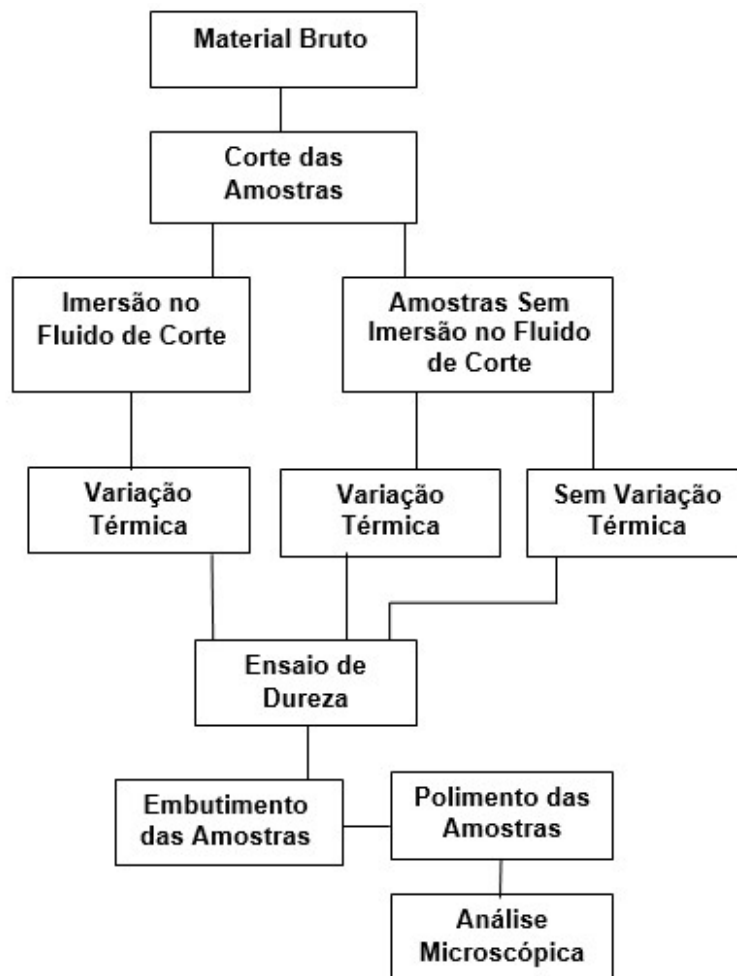 Material Bruto
Corte das
Amostras
Imersão no
Fluido de Corte
Amostras Sem
Imersão no Fluido
de Corte
Variação
Térmica
Variação
Térmica
Sem Variação
Térmica
Ensaio de
Dureza
Embutimento
das Amostras
Polimento das
Amostras
Análise
Microscópica